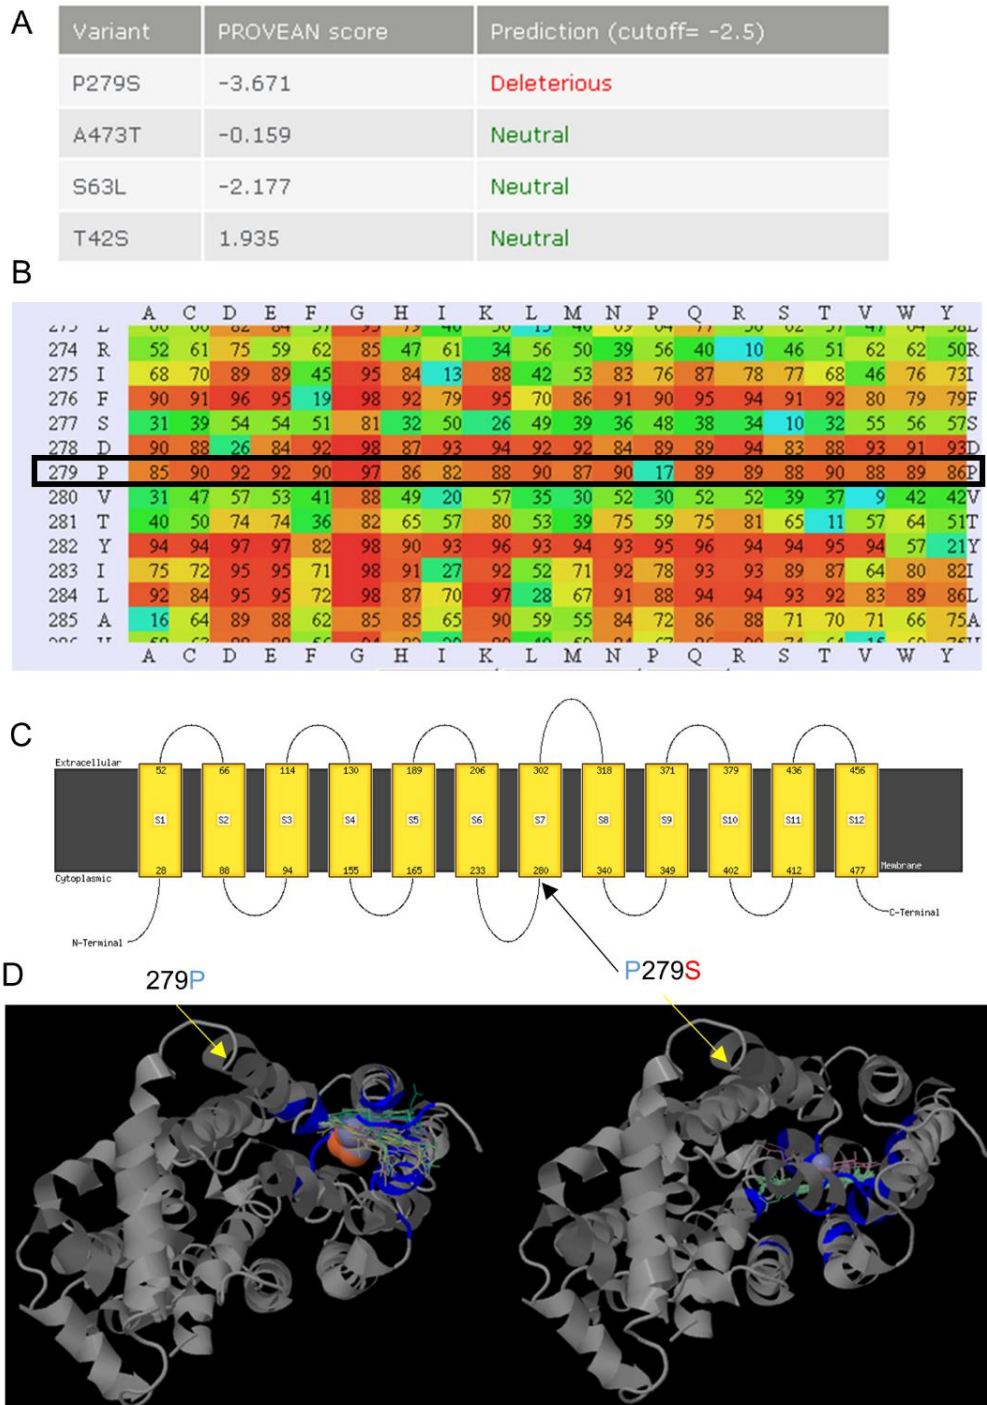 A
Variant PROVEAN score Prediction (cutoff= -2.5)
P279S -3.671 Deleterious
A473T -0.159 Neutral
S63L -2.177 Neutral
T42S 1.935 Neutral
B
A C D E F G H I K L M N P Q R S T V W Y
274 R 52 61 75 59 62 85 47 61 34 56 50 39 56 40 10 46 51 62 62 50 R
275 I 68 70 89 89 45 95 84 13 88 42 53 83 76 87 78 77 68 46 76 73 I
276 F 90 91 96 95 19 98 92 79 95 70 86 91 90 95 94 91 92 80 79 79 F
277 S 31 39 54 54 51 81 32 50 26 49 39 36 48 38 34 10 32 55 56 57 S
278 D 90 88 26 84 92 98 87 93 94 92 92 84 89 89 94 83 88 93 91 93 D
279 P 85 90 92 92 90 97 86 82 88 90 87 90 17 89 89 88 90 88 89 86 P
280 V 31 47 57 53 41 88 49 20 57 35 30 52 30 52 52 39 37 9 42 42 V
281 T 40 50 74 74 36 82 65 57 80 53 39 75 59 75 81 65 11 57 64 51 T
282 Y 94 94 97 97 82 98 90 93 96 93 94 93 95 96 94 94 95 94 57 21 Y
283 I 75 72 95 95 71 98 91 27 92 52 71 92 78 93 93 89 87 64 80 82 I
284 L 92 84 95 95 72 98 87 70 97 28 67 91 88 94 94 93 92 83 89 86 L
285 A 16 64 89 88 62 85 85 65 90 59 55 84 72 86 88 71 70 71 66 75 A
A C D E F G H I K L M N P Q R S T V W Y
C
Extracellular
52 66 114 130 189 206 302 318 371 379 436 456
S1 S2 S3 S4 S5 S6 S7 S8 S9 S10 S11 S12
Membrane
28 88 94 155 165 233 280 340 349 402 412 477
Cytoplasmic
C-Terminal
N-Terminal
D
279P P279S